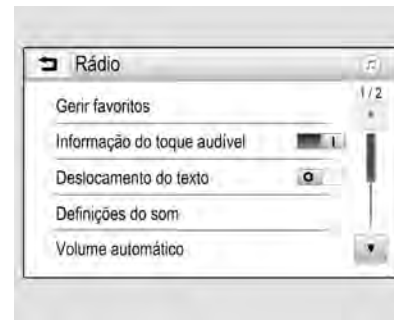 Rádio
1/2
Gerir favoritos
Informação do toque audível
I
Deslocamento do texto
O
Definições do som
Volume automático